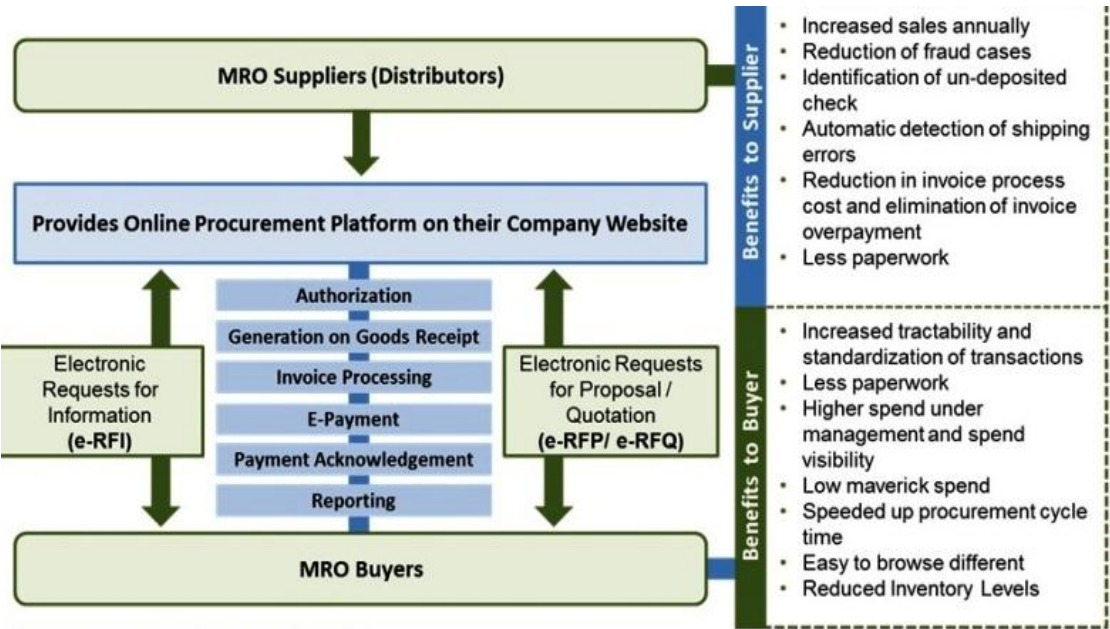 MRO Suppliers (Distributors)
Provides Online Procurement Platform on their Company Website
Authorization
Generation on Goods Receipt
Invoice Processing
E-Payment
Payment Acknowledgement
Reporting
Electronic
Requests for
Information
(e-RFI)
Electronic Requests
for Proposal /
Quotation
(e-RFP/ e-RFQ)
MRO Buyers
Benefits to Supplier
• Increased sales annually
• Reduction of fraud cases
• Identification of un-deposited
check
• Automatic detection of shipping
errors
• Reduction in invoice process
cost and elimination of invoice
overpayment
• Less paperwork
Benefits to Buyer
• Increased tractability and
standardization of transactions
• Less paperwork
• Higher spend under
management and spend
visibility
• Low maverick spend
• Speeded up procurement cycle
time
• Easy to browse different
• Reduced Inventory Levels